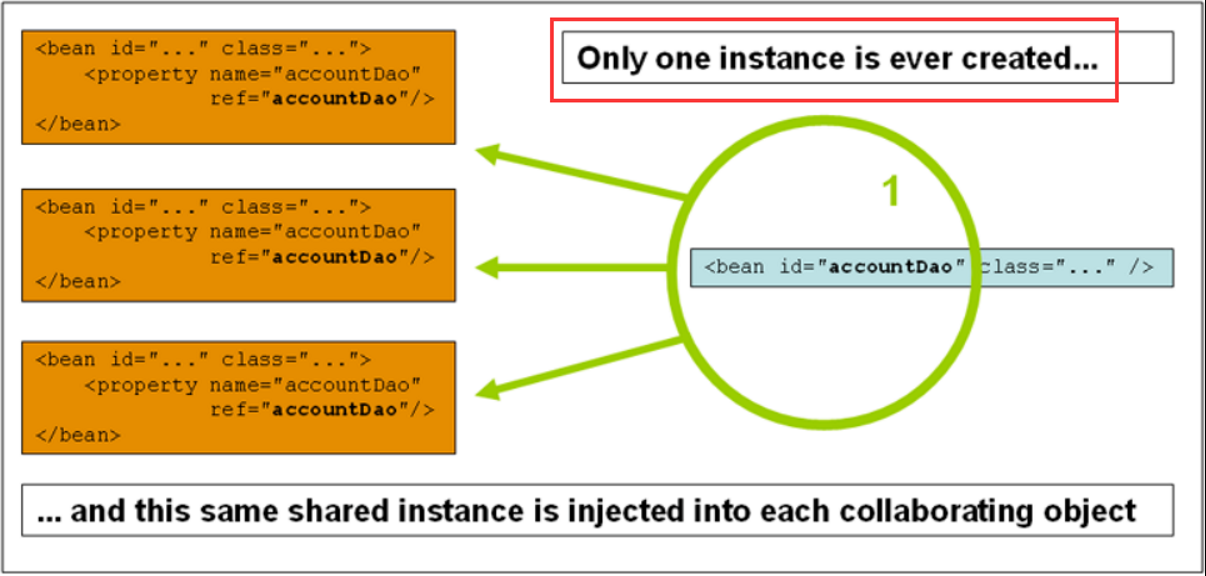 <bean id="..." class="...">
<property name="accountDao"
ref="accountDao"/>
</bean>
Only one instance is ever created...
1
<bean id="..." class="...">
<property name="accountDao"
ref="accountDao"/>
</bean>
<bean id="accountDao" class="..." />
<bean id="..." class="...">
<property name="accountDao"
ref="accountDao"/>
</bean>
... and this same shared instance is injected into each collaborating object